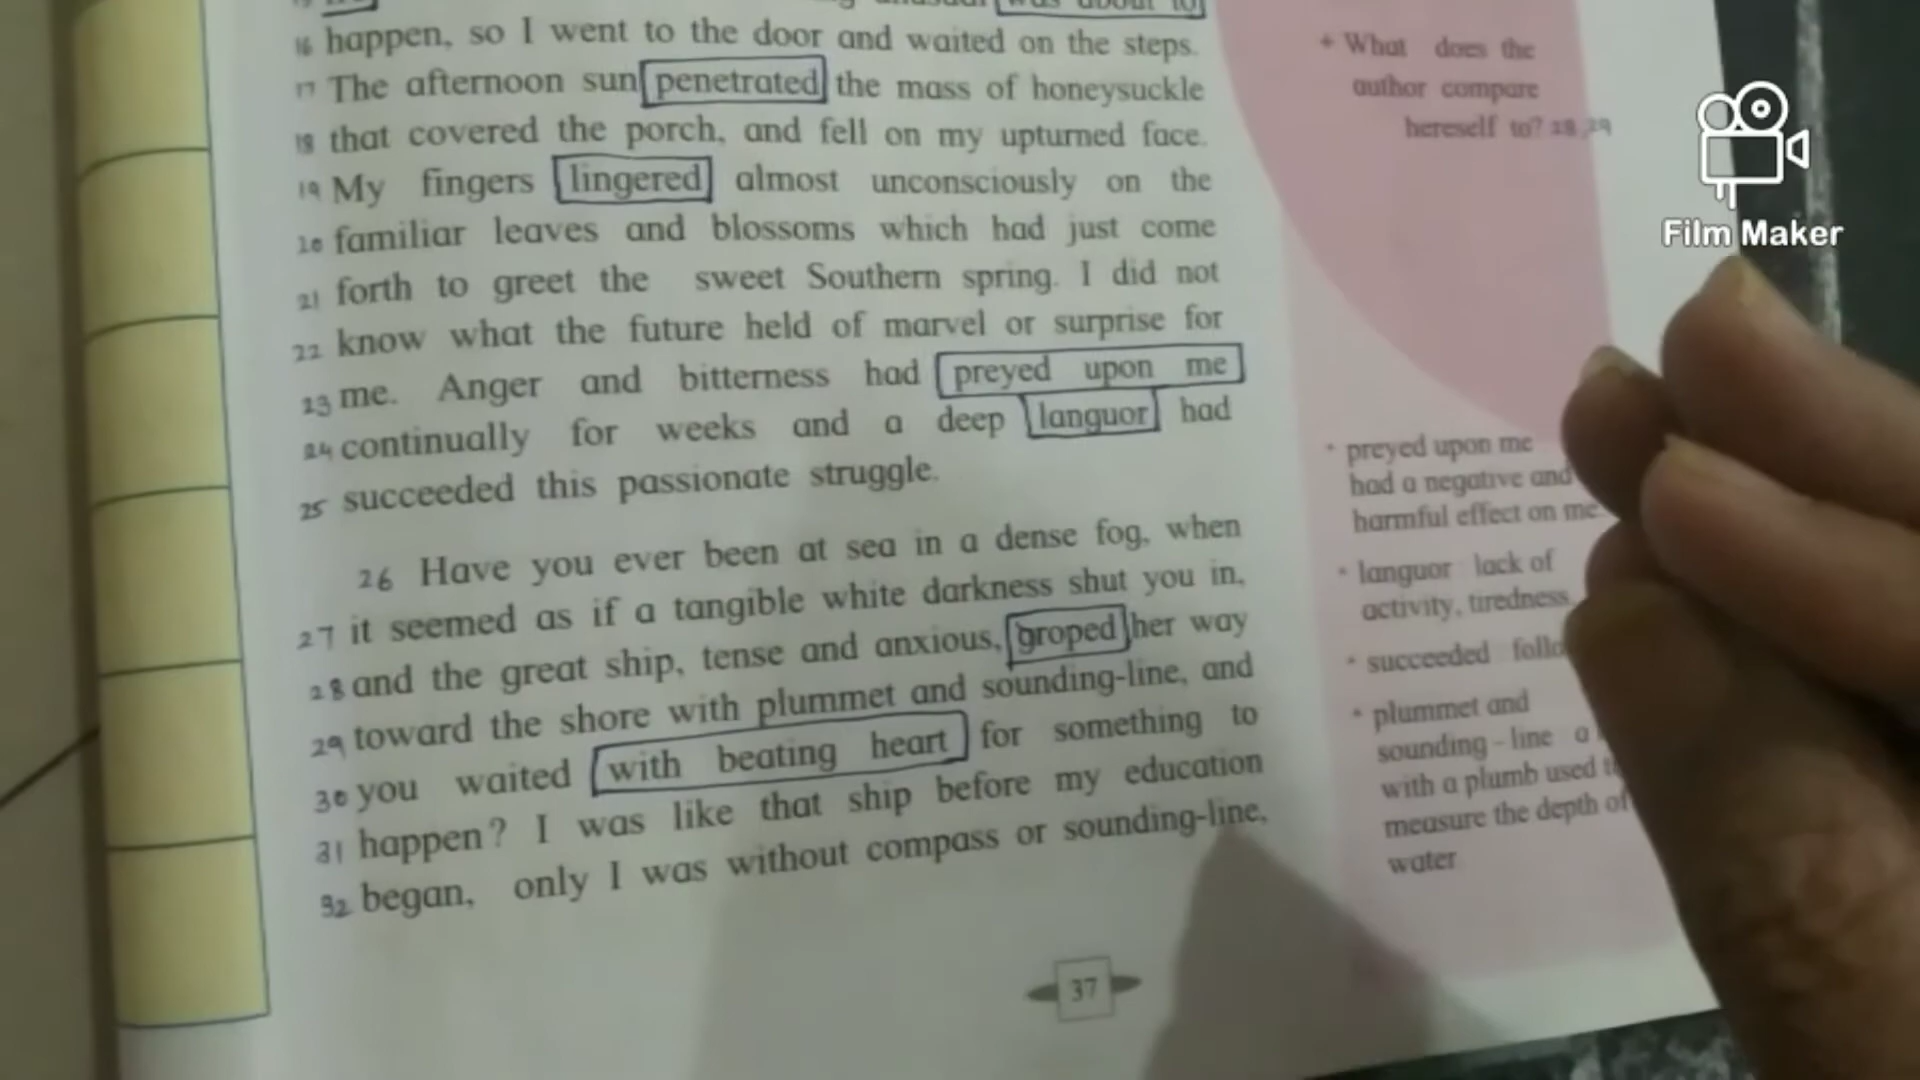 was about to
16 happen, so I went to the door and waited on the steps.
17 The afternoon sun penetrated the mass of honeysuckle
18 that covered the porch, and fell on my upturned face.
19 My fingers lingered almost unconsciously on the
20 familiar leaves and blossoms which had just come
21 forth to greet the sweet Southern spring. I did not
22 know what the future held of marvel or surprise for
23 me. Anger and bitterness had preyed upon me
24 continually for weeks and a deep languor had
25 succeeded this passionate struggle.
26 Have you ever been at sea in a dense fog, when
27 it seemed as if a tangible white darkness shut you in,
28 and the great ship, tense and anxious, groped her way
29 toward the shore with plummet and sounding-line, and
30 you waited with beating heart for something to
31 happen? I was like that ship before my education
32 began, only I was without compass or sounding-line,
37
What does the
author compare
hereself to? 28,29
preyed upon me
had a negative and
harmful effect on me
languor lack of
activity, tiredness
succeeded
plummet and
sounding-line a
with a plumb used
measure the depth of
water
Film Maker